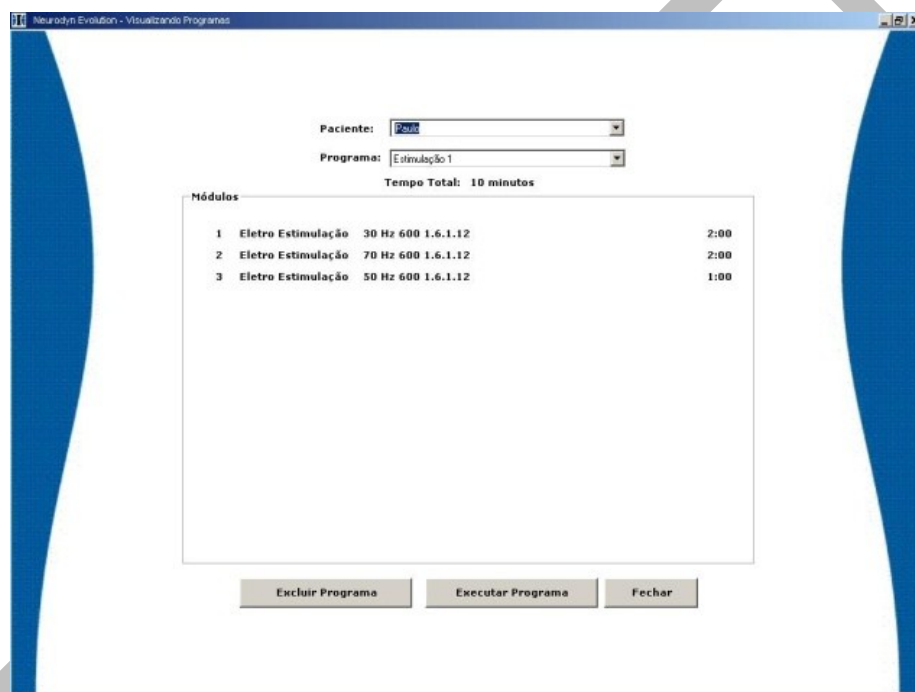 Neurodyn Evolution - Visualizando Programas
Paciente: Paulo
Programa: Estimulação 1
Tempo Total: 10 minutos
Módulos
1 Eletro Estimulação 30 Hz 600 1.6.1.12 2:00
2 Eletro Estimulação 70 Hz 600 1.6.1.12 2:00
3 Eletro Estimulação 50 Hz 600 1.6.1.12 1:00
Excluir Programa Executar Programa Fechar